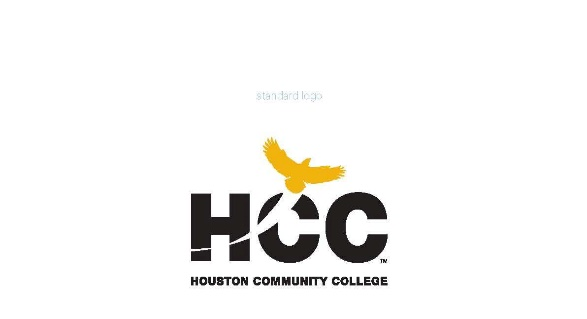 standard logo
HCC
TM
HOUSTON COMMUNITY COLLEGE